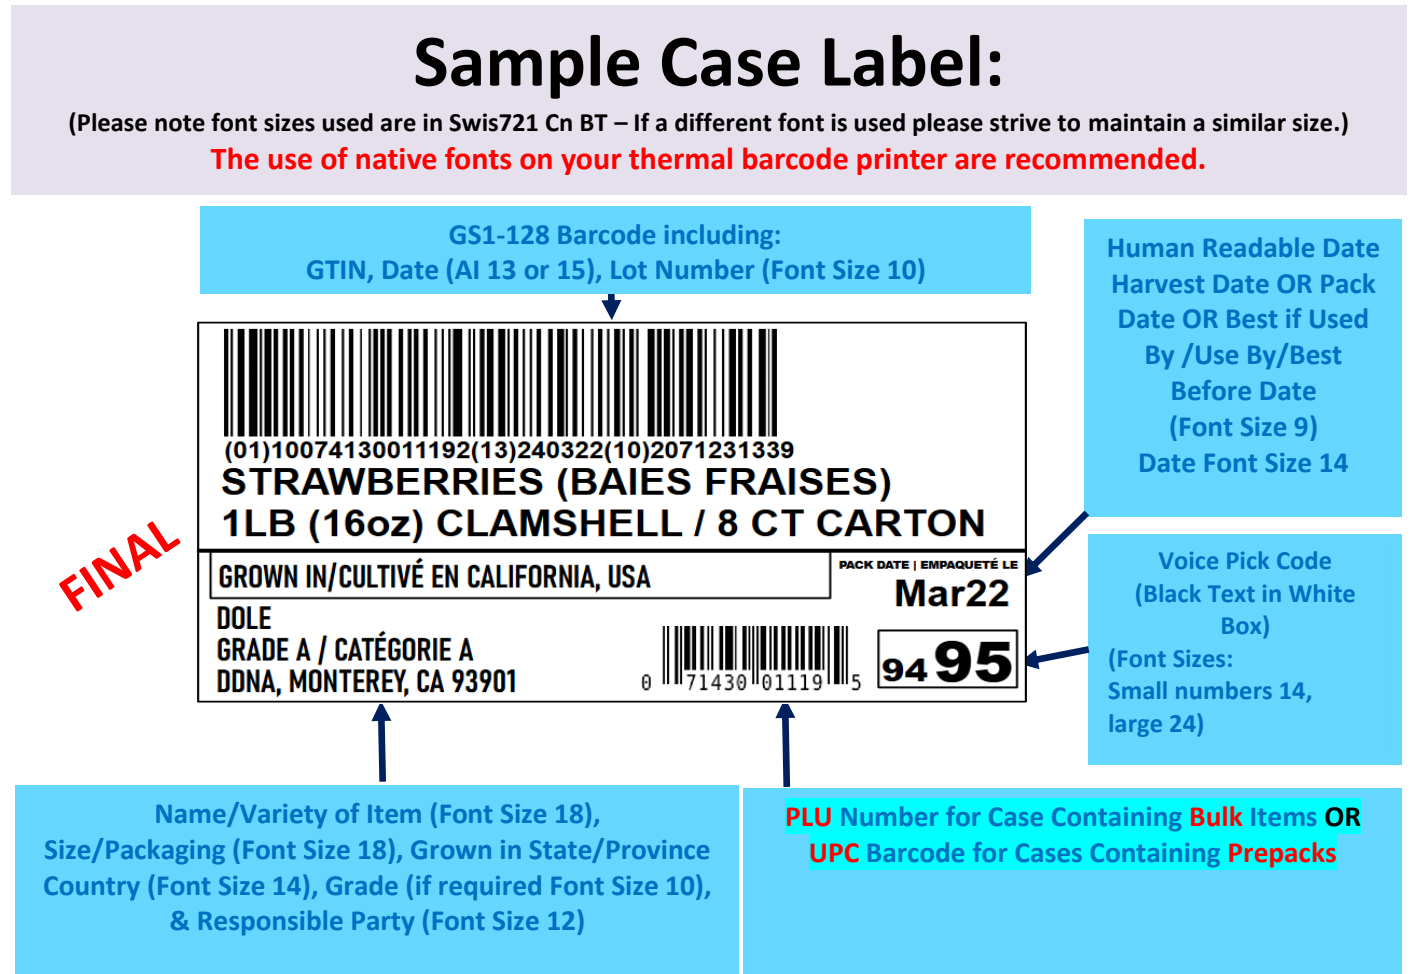 Sample Case Label:
(Please note font sizes used are in Swis721 Cn BT – If a different font is used please strive to maintain a similar size.)
The use of native fonts on your thermal barcode printer are recommended.
GS1-128 Barcode including:
GTIN, Date (AI 13 or 15), Lot Number (Font Size 10)
Human Readable Date
Harvest Date OR Pack
Date OR Best if Used
By /Use By/Best
Before Date
(Font Size 9)
Date Font Size 14
(01)10074130011192(13)240322(10)2071231339
STRAWBERRIES (BAIES FRAISES)
1LB (16oz) CLAMSHELL / 8 CT CARTON
FINAL
GROWN IN/CULTIVÉ EN CALIFORNIA, USA
PACK DATE | EMPAQUETÉ LE
Mar22
DOLE
GRADE A / CATÉGORIE A
DDNA, MONTEREY, CA 93901
0 71430 01119 5
94 95
Voice Pick Code
(Black Text in White
Box)
(Font Sizes:
Small numbers 14,
large 24)
Name/Variety of Item (Font Size 18),
Size/Packaging (Font Size 18), Grown in State/Province
Country (Font Size 14), Grade (if required Font Size 10),
& Responsible Party (Font Size 12)
PLU Number for Case Containing Bulk Items OR
UPC Barcode for Cases Containing Prepacks